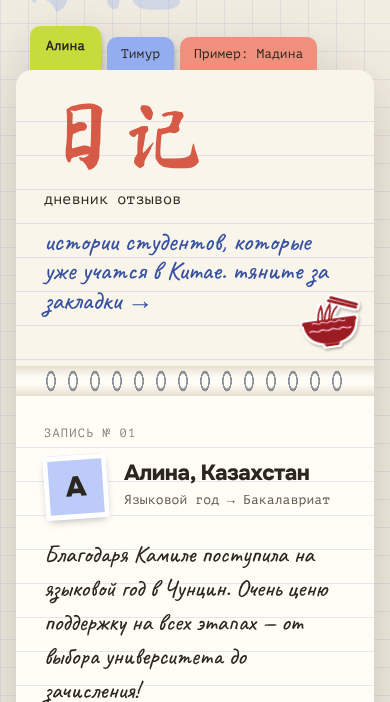 日记
Алина
Тимур
Пример: Мадина
日记
дневник отзывов
истории студентов, которые
уже учатся в Китае. тяните за
закладки →
ЗАПИСЬ № 01
А
Алина, Казахстан
Языковой год → Бакалавриат
Благодаря Камиле поступила на
языковой год в Чунцин. Очень ценю
поддержку на всех этапах — от
выбора университета до
зачисления!